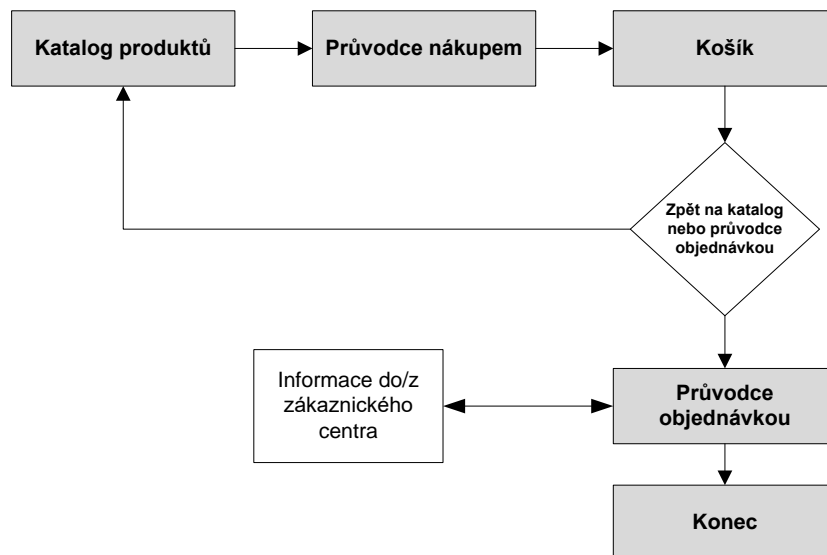 Katalog produktů
Průvodce nákupem
Košík
Zpět na katalog
nebo průvodce
objednávkou
Informace do/z
zákaznického
centra
Průvodce
objednávkou
Konec